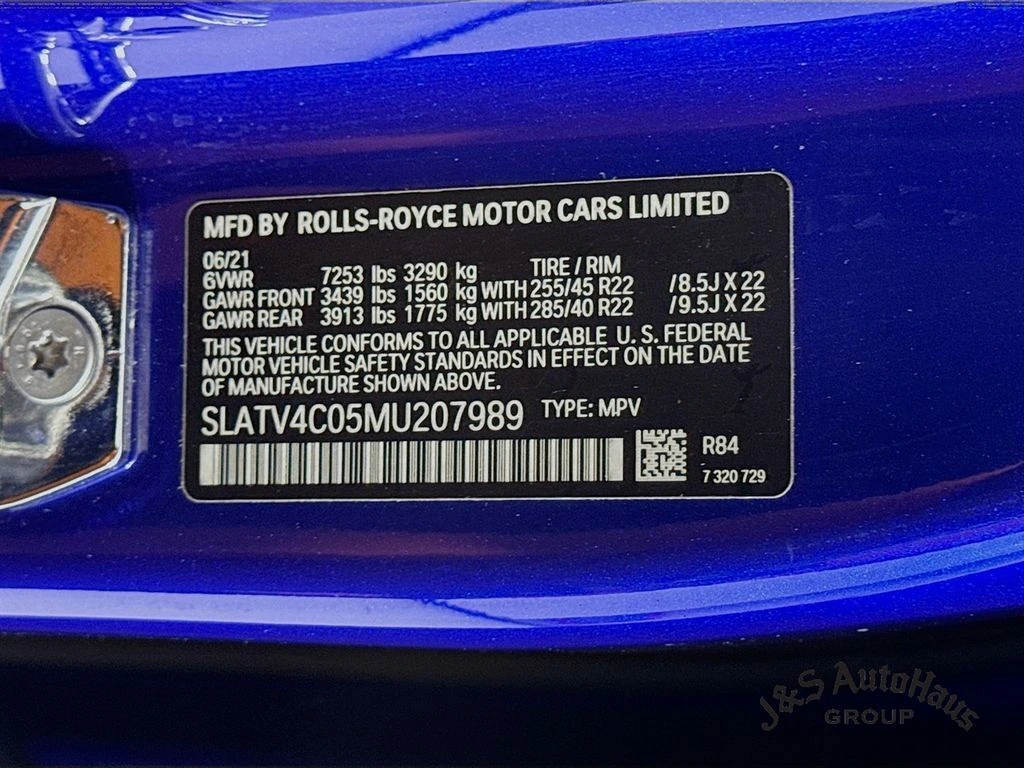 MFD BY ROLLS-ROYCE MOTOR CARS LIMITED
06/21
GVWR 7253 lbs 3290 kg TIRE / RIM
GAWR FRONT 3439 lbs 1560 kg WITH 255/45 R22 /8.5J X 22
GAWR REAR 3913 lbs 1775 kg WITH 285/40 R22 /9.5J X 22
THIS VEHICLE CONFORMS TO ALL APPLICABLE U. S. FEDERAL
MOTOR VEHICLE SAFETY STANDARDS IN EFFECT ON THE DATE
OF MANUFACTURE SHOWN ABOVE.
SLATV4C05MU207989 TYPE: MPV
R84
7 320 729
J&S AutoHaus
GROUP